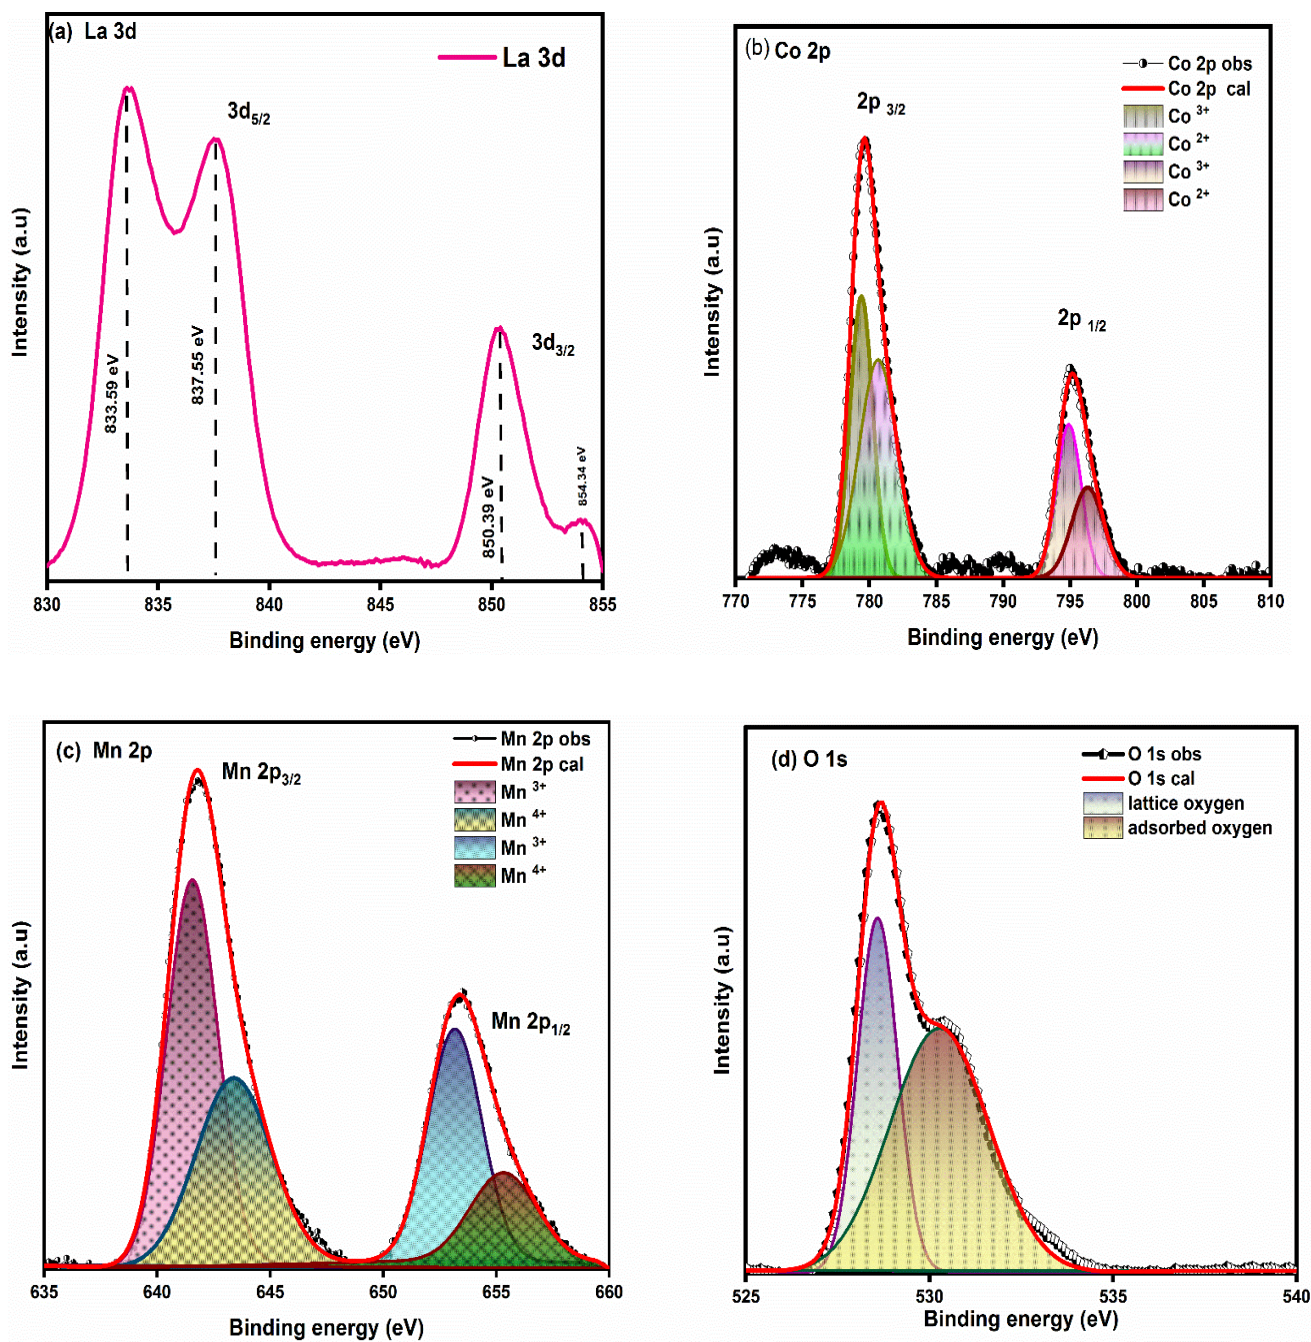 (a) La 3d
La 3d
3d5/2
3d3/2
833.59 eV
837.55 eV
850.39 eV
854.34 eV
Intensity (a.u)
830 835 840 845 850 855
Binding energy (eV)
(b) Co 2p
Co 2p obs
Co 2p cal
Co 3+
Co 2+
Co 3+
Co 2+
2p 3/2
2p 1/2
Intensity (a.u)
770 775 780 785 790 795 800 805 810
Binding energy (eV)
(c) Mn 2p
Mn 2p obs
Mn 2p cal
Mn 3+
Mn 4+
Mn 3+
Mn 4+
Mn 2p3/2
Mn 2p1/2
Intensity (a.u)
635 640 645 650 655 660
Binding energy (eV)
(d) O 1s
O 1s obs
O 1s cal
lattice oxygen
adsorbed oxygen
Intensity (a.u)
525 530 535 540
Binding energy (eV)